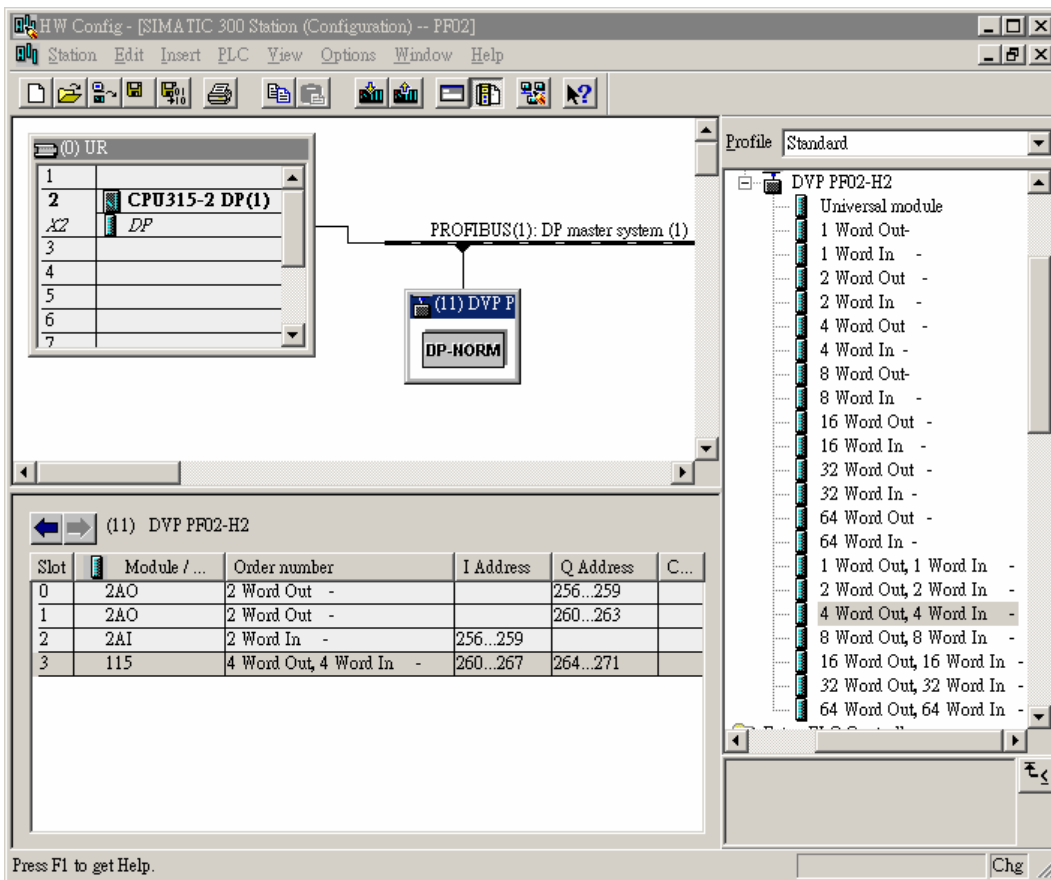 HW Config - [SIMATIC 300 Station (Configuration) -- PF02]
Station Edit Insert PLC View Options Window Help
(0) UR
1
2 CPU315-2 DP(1)
X2 DP
3
4
5
6
7
PROFIBUS(1): DP master system (1)
(11) DVP P
DP-NORM
Profile Standard
DVP PF02-H2
Universal module
1 Word Out-
1 Word In -
2 Word Out -
2 Word In -
4 Word Out -
4 Word In -
8 Word Out-
8 Word In -
16 Word Out -
16 Word In -
32 Word Out -
32 Word In -
64 Word Out -
64 Word In -
1 Word Out, 1 Word In -
2 Word Out, 2 Word In -
4 Word Out, 4 Word In -
8 Word Out, 8 Word In -
16 Word Out, 16 Word In -
32 Word Out, 32 Word In -
64 Word Out, 64 Word In -
(11) DVP PF02-H2
Slot Module / ... Order number I Address Q Address C...
0 2AO 2 Word Out - 256...259
1 2AO 2 Word Out - 260...263
2 2AI 2 Word In - 256...259
3 115 4 Word Out, 4 Word In - 260...267 264...271
Press F1 to get Help.
Chg